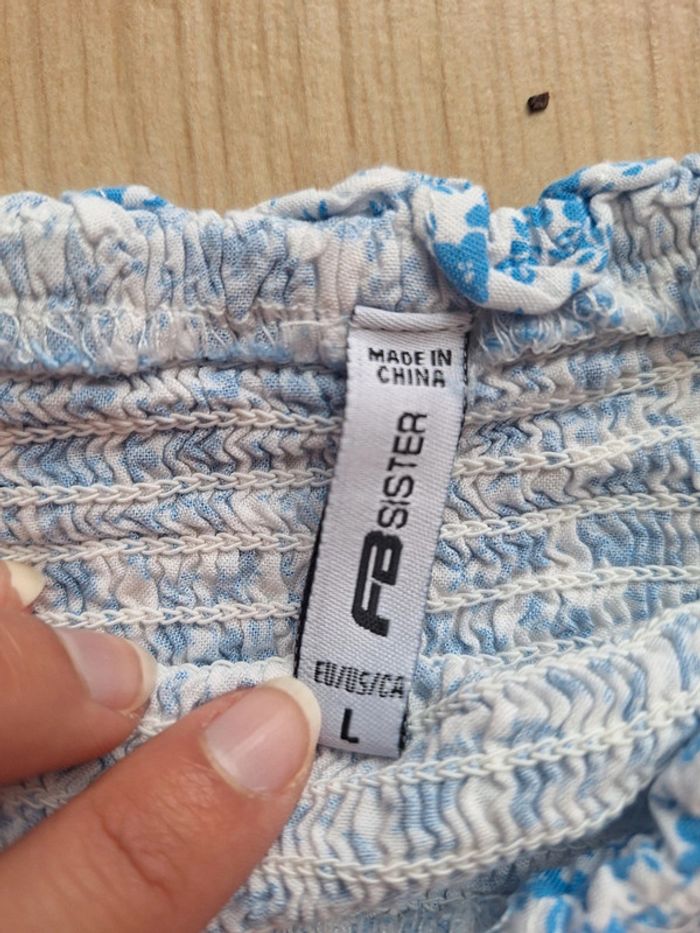 MADE IN
CHINA
FB SISTER
EU/US/CA
L